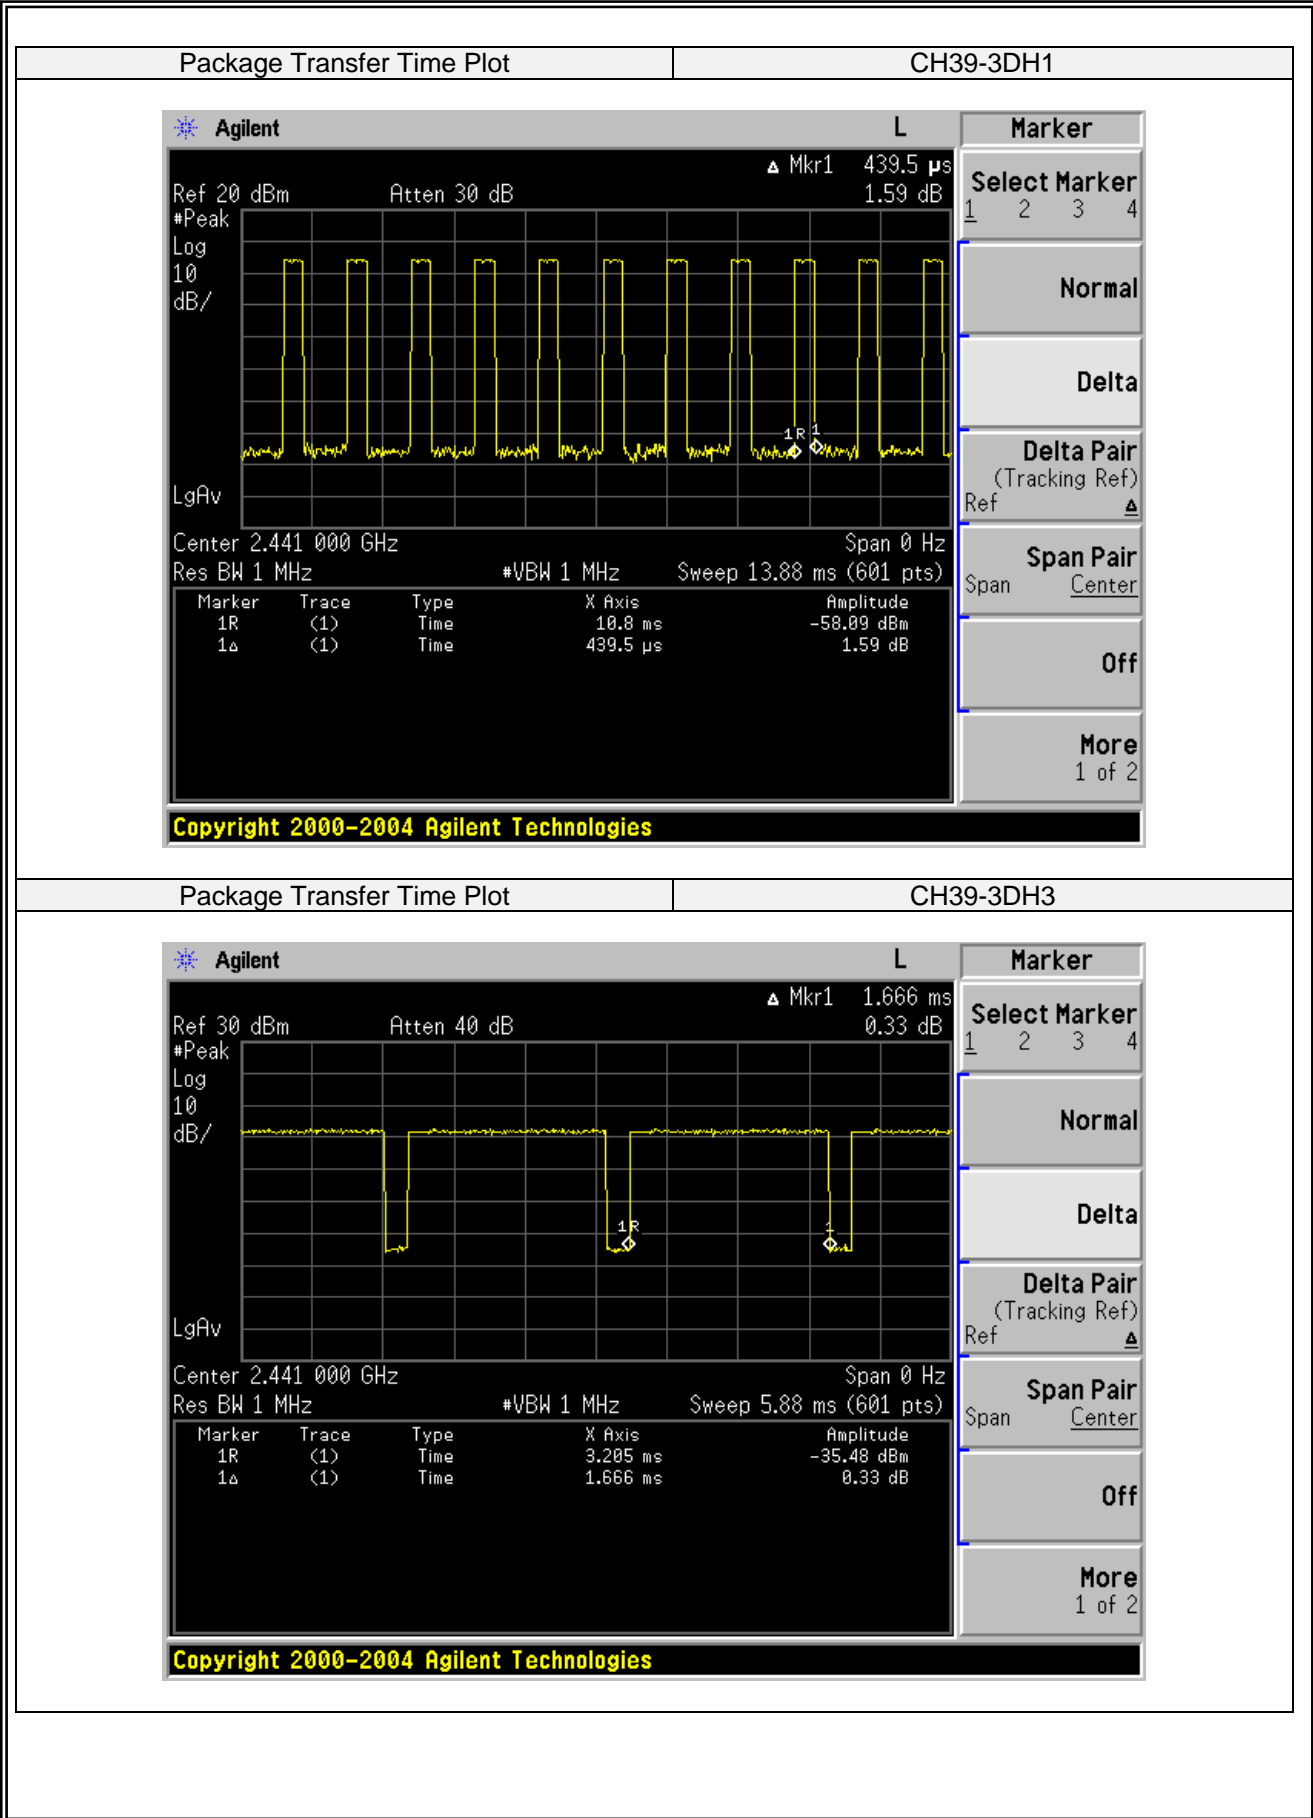 Package Transfer Time Plot CH39-3DH1
Agilent L Marker
Δ Mkr1 439.5 µs
Ref 20 dBm Atten 30 dB 1.59 dB
Select Marker
1 2 3 4
#Peak
Log
10
dB/
Normal
Delta
1R 1
Delta Pair
(Tracking Ref)
Ref Δ
LgAv
Center 2.441 000 GHz Span 0 Hz
Res BW 1 MHz #VBW 1 MHz Sweep 13.88 ms (601 pts)
Span Pair
Span Center
Marker Trace Type X Axis Amplitude
1R (1) Time 10.8 ms -58.09 dBm
1Δ (1) Time 439.5 µs 1.59 dB
Off
More
1 of 2
Copyright 2000-2004 Agilent Technologies
Package Transfer Time Plot CH39-3DH3
Agilent L Marker
Δ Mkr1 1.666 ms
Ref 30 dBm Atten 40 dB 0.33 dB
Select Marker
1 2 3 4
#Peak
Log
10
dB/
Normal
Delta
1R 1
Delta Pair
(Tracking Ref)
Ref Δ
LgAv
Center 2.441 000 GHz Span 0 Hz
Res BW 1 MHz #VBW 1 MHz Sweep 5.88 ms (601 pts)
Span Pair
Span Center
Marker Trace Type X Axis Amplitude
1R (1) Time 3.205 ms -35.48 dBm
1Δ (1) Time 1.666 ms 0.33 dB
Off
More
1 of 2
Copyright 2000-2004 Agilent Technologies